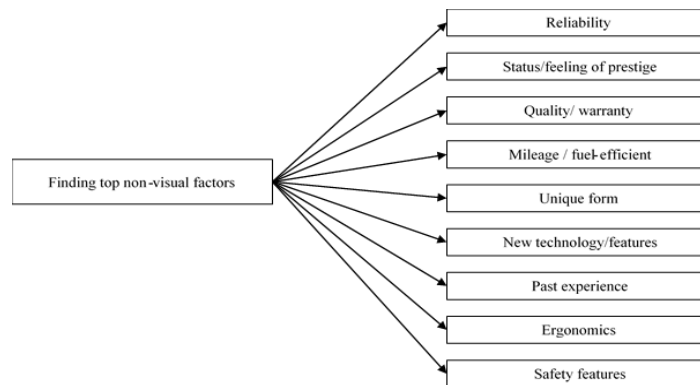 Reliability
Status/feeling of prestige
Quality/ warranty
Mileage / fuel-efficient
Finding top non-visual factors
Unique form
New technology/features
Past experience
Ergonomics
Safety features